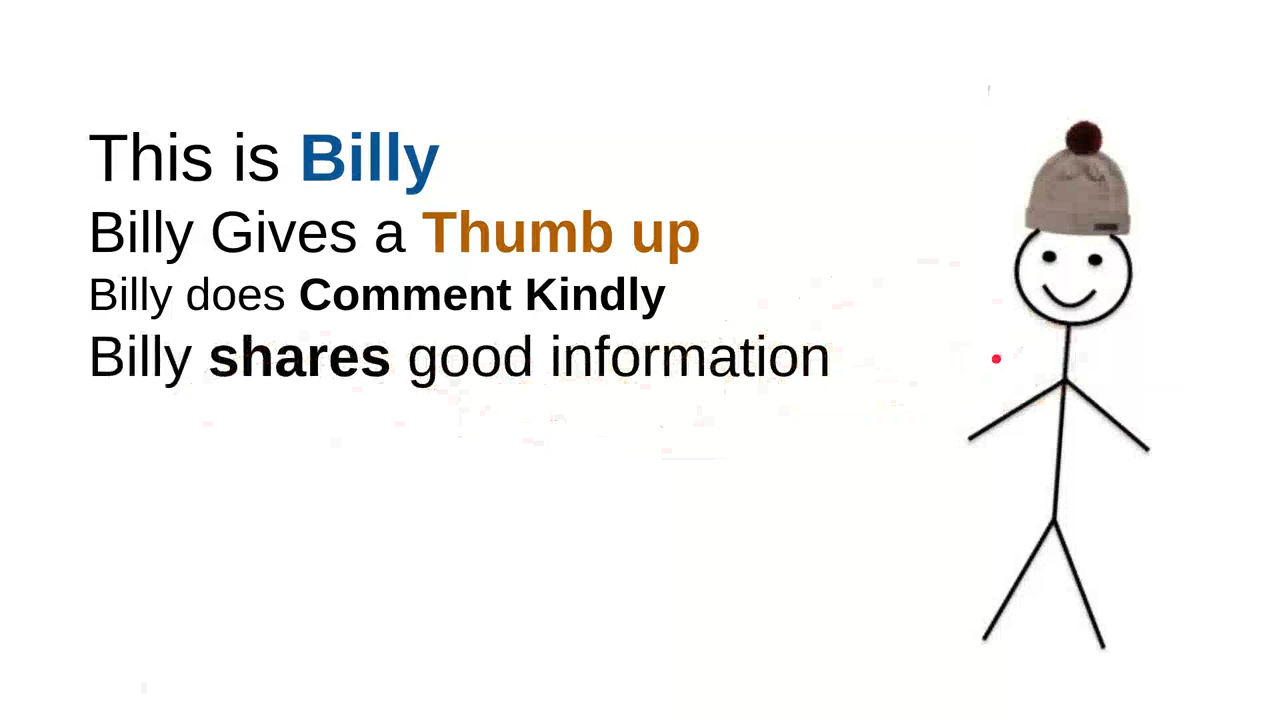 This is Billy
Billy Gives a Thumb up
Billy does Comment Kindly
Billy shares good information